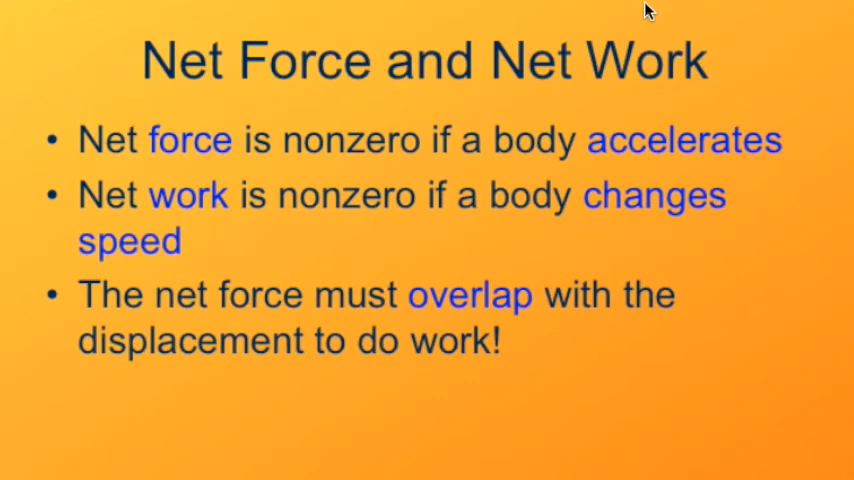 Net Force and Net Work
• Net force is nonzero if a body accelerates
• Net work is nonzero if a body changes
speed
• The net force must overlap with the
displacement to do work!